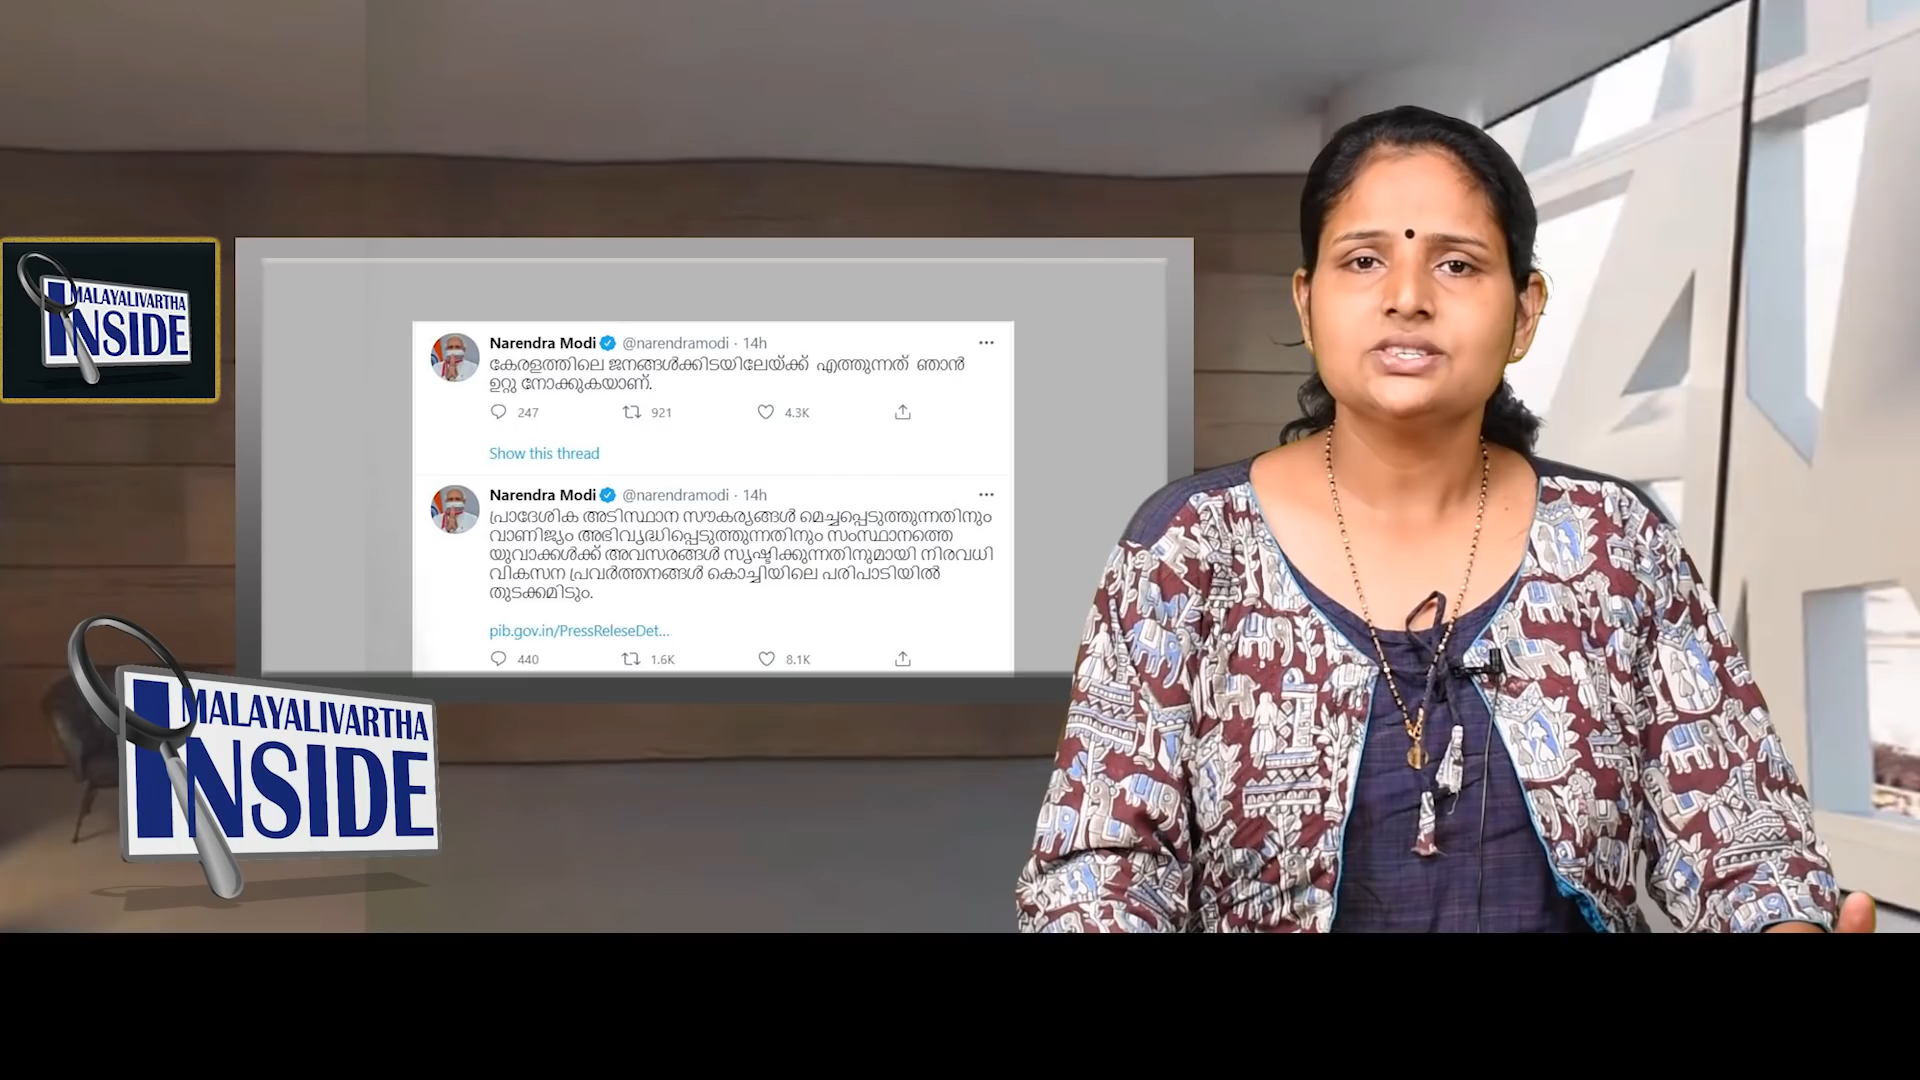 MALAYALIVARTHA
INSIDE
Narendra Modi @narendramodi · 14h
കേരളത്തിലെ ജനങ്ങൾക്കിടയിലേയ്ക്ക് എത്തുന്നത് ഞാൻ
ഉറ്റു നോക്കുകയാണ്.
247 921 4.3K
Show this thread
Narendra Modi @narendramodi · 14h
പ്രാദേശിക അടിസ്ഥാന സൗകര്യങ്ങൾ മെച്ചപ്പെടുത്തുന്നതിനും
വാണിജ്യം അഭിവൃദ്ധിപ്പെടുത്തുന്നതിനും സംസ്ഥാനത്തെ
യുവാക്കൾക്ക് അവസരങ്ങൾ സൃഷ്ടിക്കുന്നതിനുമായി നിരവധി
വികസന പ്രവർത്തനങ്ങൾ കൊച്ചിയിലെ പരിപാടിയിൽ
തുടക്കമിടും.
pib.gov.in/PressReleseDet...
440 1.6K 8.1K
MALAYALIVARTHA
INSIDE